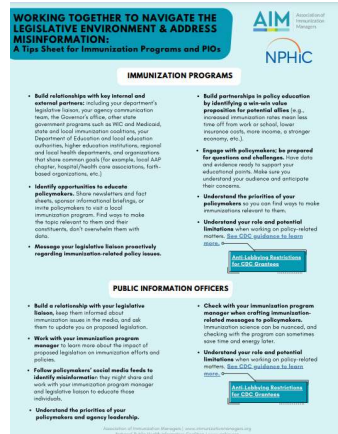 WORKING TOGETHER TO NAVIGATE THE
LEGISLATIVE ENVIRONMENT & ADDRESS
MISINFORMATION:
A Tips Sheet for Immunization Programs and PIOs
AIM
Association of
Immunization
Managers
NPHIC
IMMUNIZATION PROGRAMS
• Build relationships with key internal and
external partners: including your department's
legislative liaison, your agency communication
team, the Governor's office, other state
government programs such as WIC and Medicaid,
state and local immunization coalitions, your
Department of Education and local education
authorities, higher education institutions, regional
and local health departments, and organizations
that share common goals (for example, local AAP
chapter, hospital/health care associations, faith-
based organizations, etc.)
• Identify opportunities to educate
policymakers. Share newsletters and fact
sheets, sponsor informational briefings, or
invite policymakers to visit a local
immunization program. Find ways to make
the topic relevant to them and their
constituents, don't overwhelm them with
data.
• Message your legislative liaison proactively
regarding immunization-related policy issues.
• Build partnerships in policy education
by identifying a win-win value
proposition for potential allies (e.g.,
increased immunization rates mean less
time off from work or school, lower
insurance costs, more income, a stronger
economy, etc.).
• Engage with policymakers; be prepared
for questions and challenges. Have data
and evidence ready to support your
educational points. Make sure you
understand your audience and anticipate
their concerns.
• Understand the priorities of your
policymakers so you can find ways to make
immunizations relevant to them.
• Understand your role and potential
limitations when working on policy-related
matters. See CDC guidance to learn
more.
Anti-Lobbying Restrictions
for CDC Grantees
PUBLIC INFORMATION OFFICERS
• Build a relationship with your legislative
liaison, keep them informed about
immunization issues in the media, and ask
them to update you on proposed legislation.
• Work with your immunization program
manager to learn more about the impact of
proposed legislation on immunization efforts and
policies.
• Follow policymakers' social media feeds to
identify misinformation they might share and
work with your immunization program manager
and legislative liaison to educate those
individuals.
• Understand the priorities of your
policymakers and agency leadership.
• Check with your immunization program
manager when crafting immunization-
related messages to policymakers.
Immunization science can be nuanced, and
checking with the program can sometimes
save time and energy later.
• Understand your role and potential
limitations when working on policy-related
matters. See CDC guidance to learn
more.
Anti-Lobbying Restrictions
for CDC Grantees
Association of Immunization Managers | www.immunizationmanagers.org